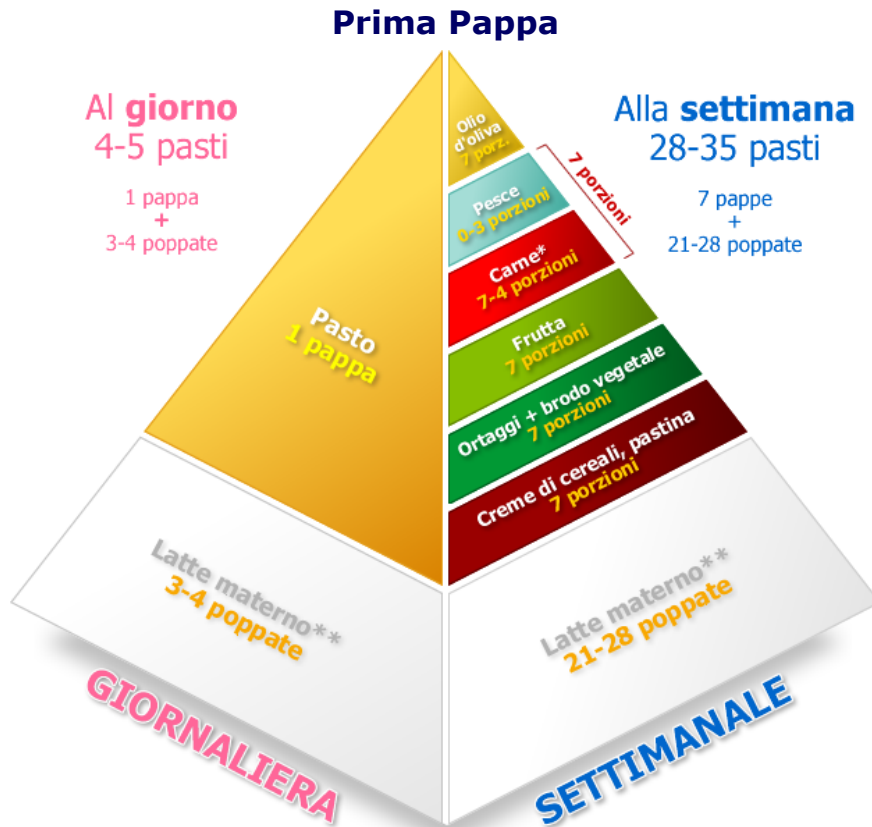 Prima Pappa
Al giorno
4-5 pasti
1 pappa
+
3-4 poppate
Alla settimana
28-35 pasti
7 pappe
+
21-28 poppate
Pasto
1 pappa
Latte materno**
3-4 poppate
GIORNALIERA
Olio
d'oliva
7 porz.
7 porzioni
Pesce
0-3 porzioni
Carne*
7-4 porzioni
Frutta
7 porzioni
Ortaggi + brodo vegetale
7 porzioni
Creme di cereali, pastina
7 porzioni
Latte materno**
21-28 poppate
SETTIMANALE